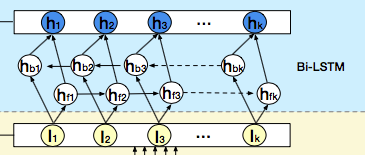 h1 h2 h3 ... hk
hb1 hb2 hb3 hbk
Bi-LSTM
hf1 hf2 hf3 hfk
I1 I2 I3 ... Ik